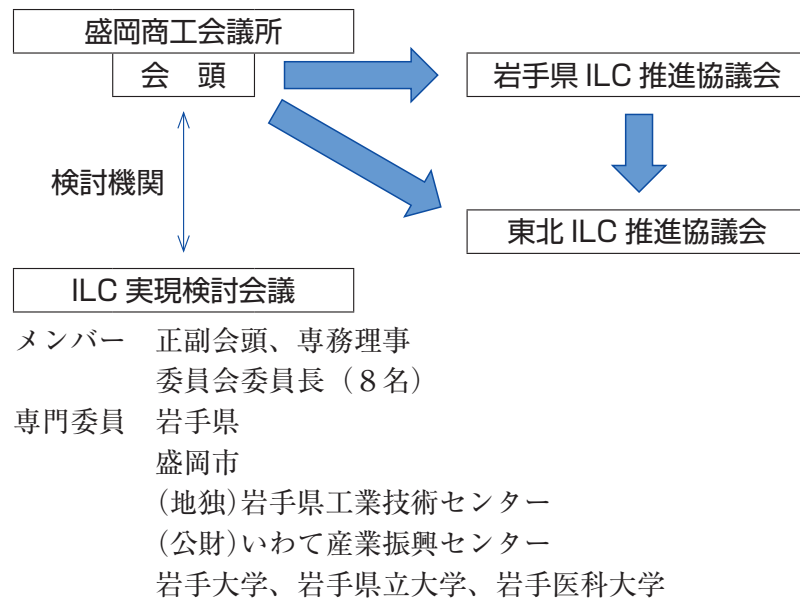 盛岡商工会議所
会　頭
岩手県 ILC 推進協議会
検討機関
東北 ILC 推進協議会
ILC 実現検討会議
メンバー　正副会頭、専務理事
委員会委員長（８名）
専門委員　岩手県
盛岡市
(地独)岩手県工業技術センター
(公財)いわて産業振興センター
岩手大学、岩手県立大学、岩手医科大学